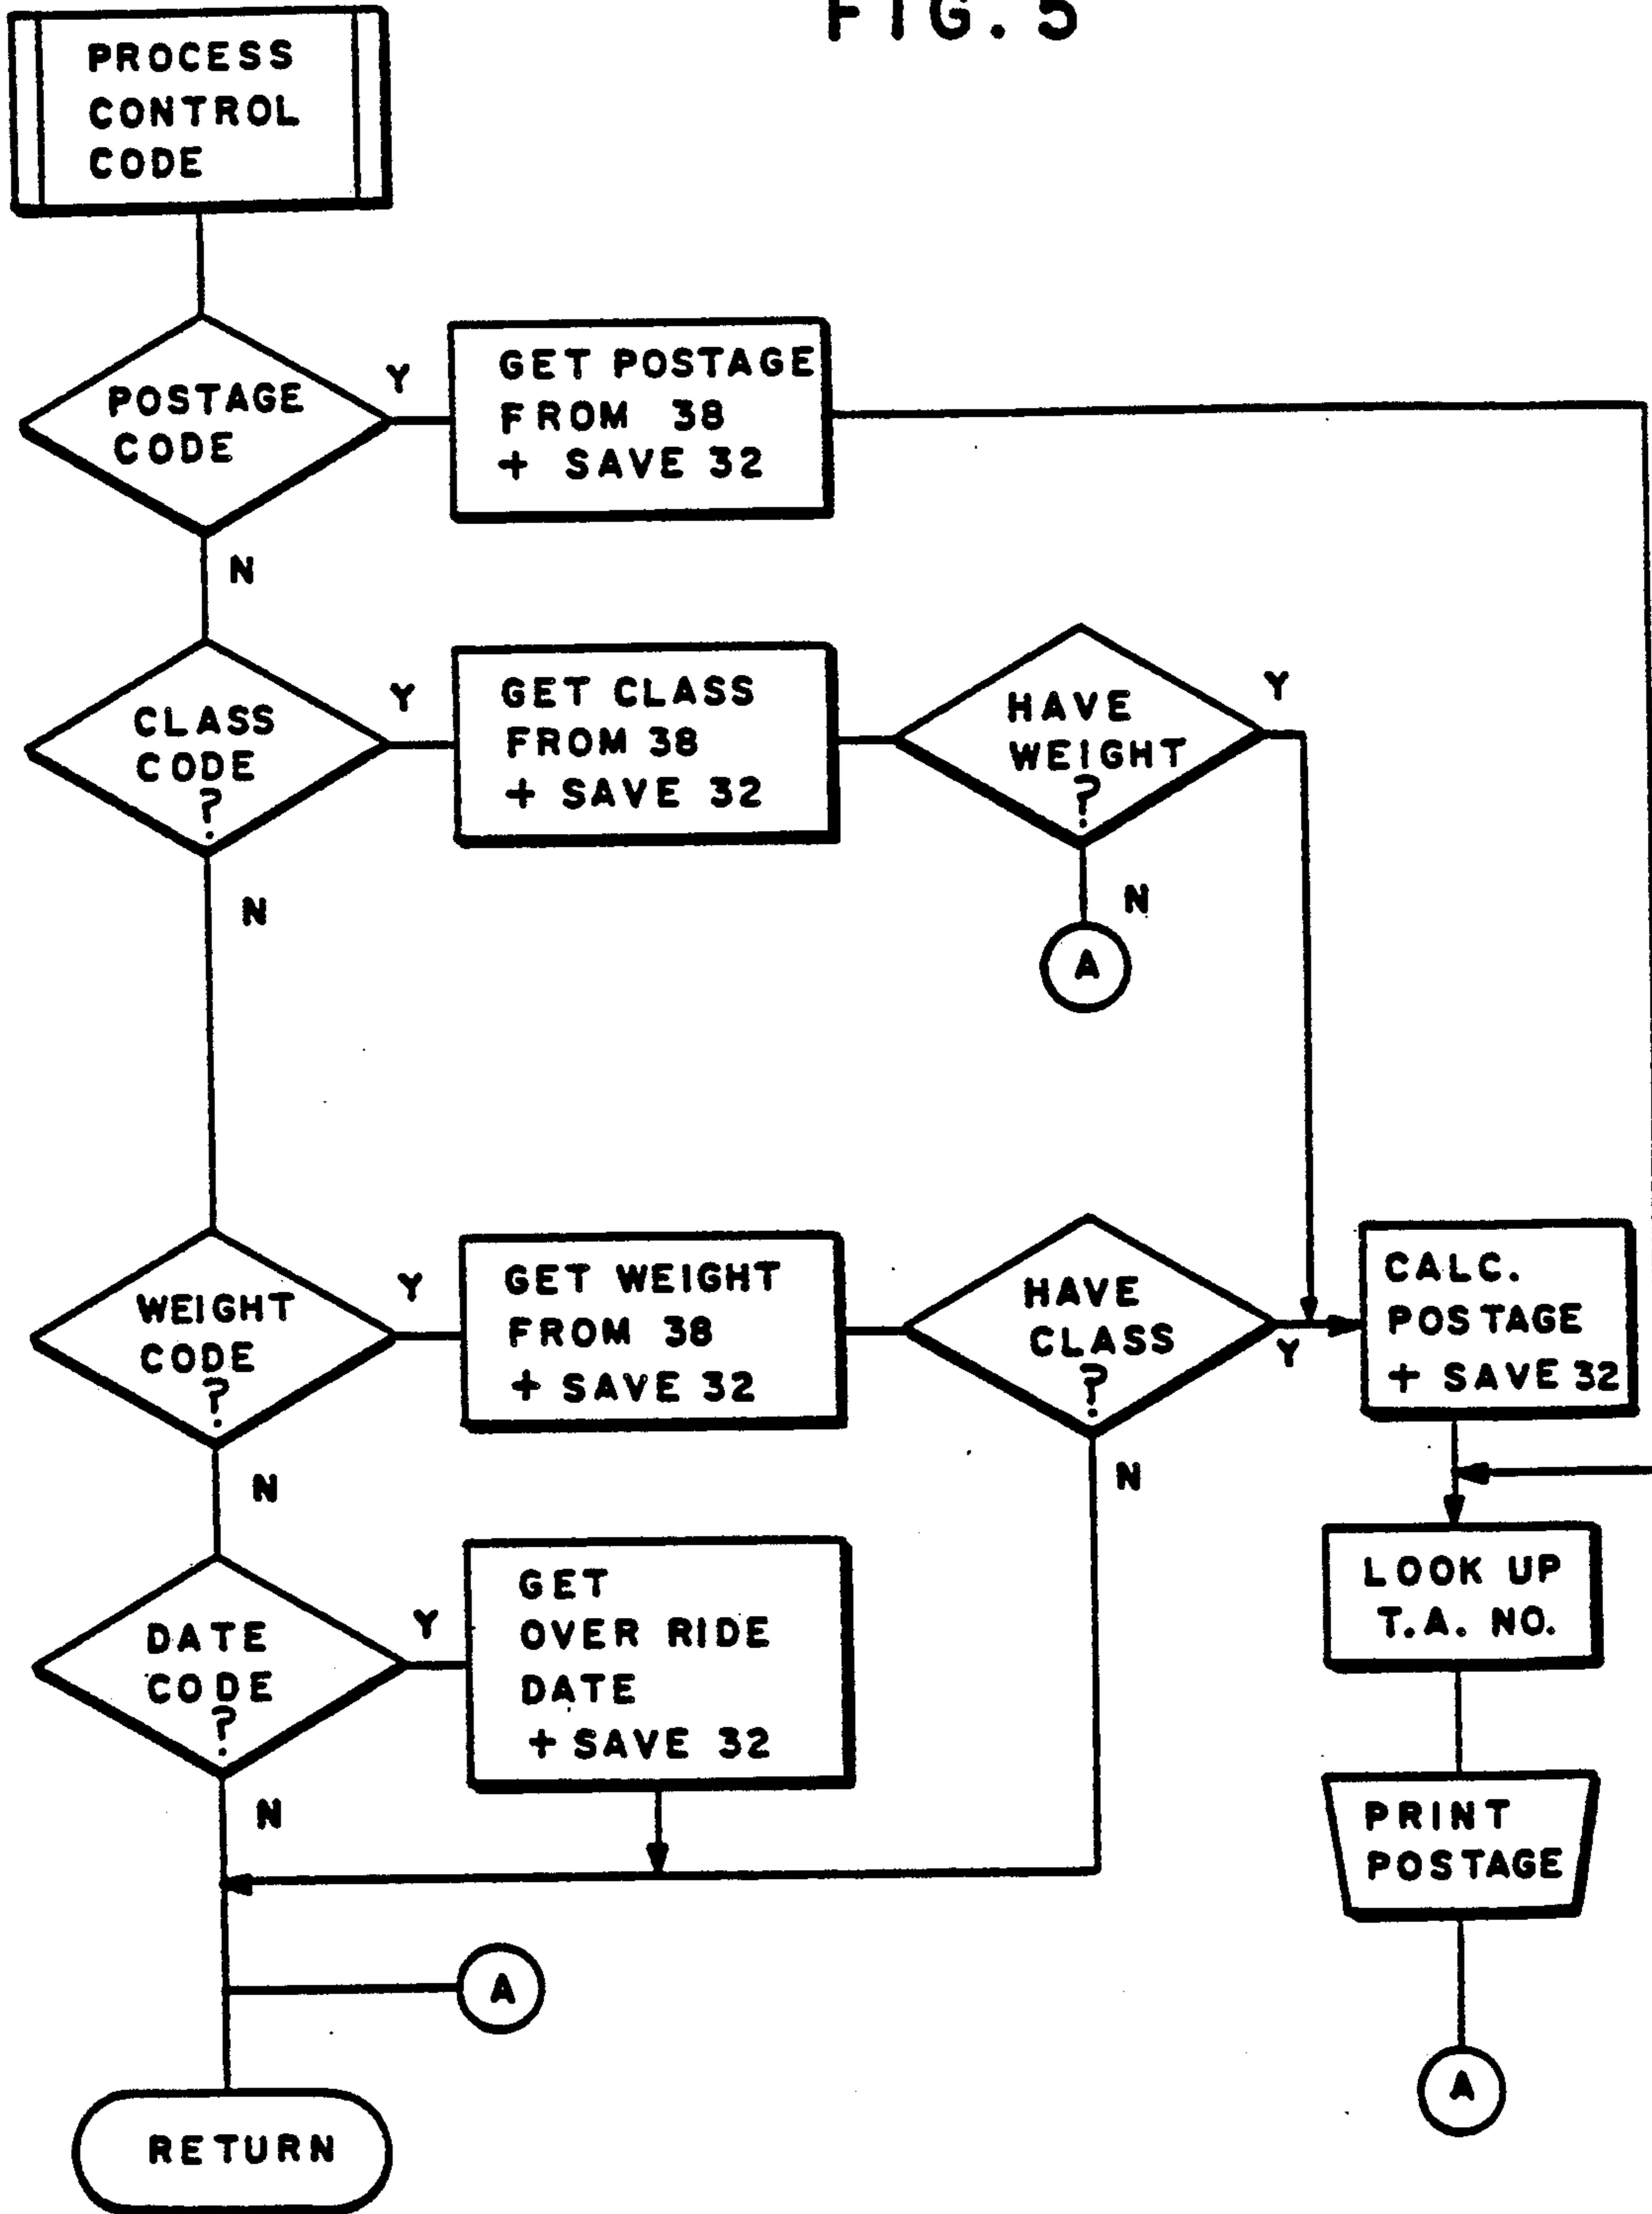 FIG. 5
PROCESS
CONTROL
CODE
POSTAGE
CODE
Y
N
GET POSTAGE
FROM 38
+ SAVE 32
CLASS
CODE
?
Y
N
GET CLASS
FROM 38
+ SAVE 32
HAVE
WEIGHT
?
Y
N
A
WEIGHT
CODE
?
Y
N
GET WEIGHT
FROM 38
+ SAVE 32
HAVE
CLASS
?
Y
N
CALC.
POSTAGE
+ SAVE 32
LOOK UP
T.A. NO.
PRINT
POSTAGE
A
DATE
CODE
?
Y
N
GET
OVER RIDE
DATE
+ SAVE 32
A
RETURN